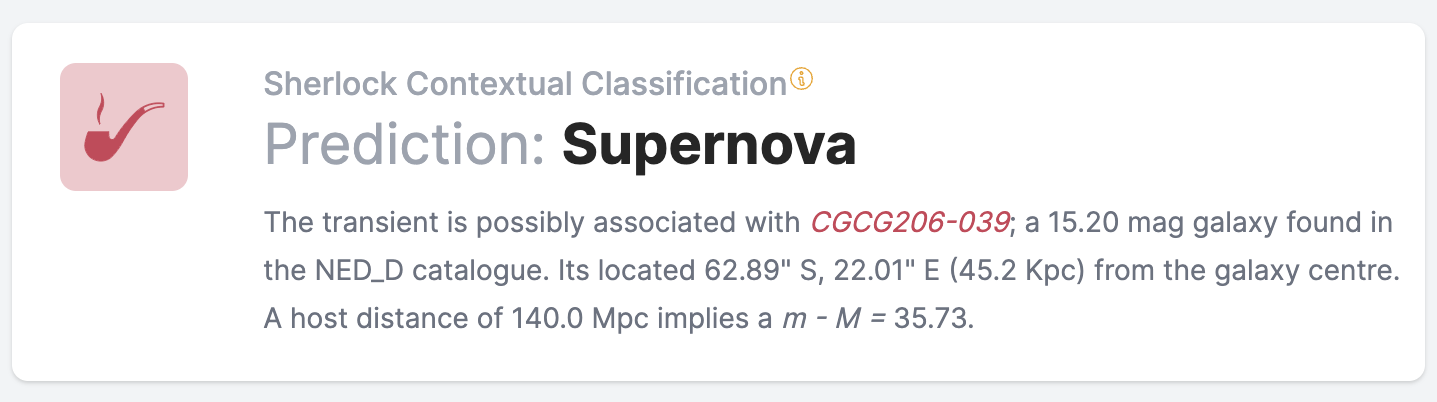 Sherlock Contextual Classification
Prediction: Supernova
The transient is possibly associated with CGCG206-039; a 15.20 mag galaxy found in
the NED_D catalogue. Its located 62.89" S, 22.01" E (45.2 Kpc) from the galaxy centre.
A host distance of 140.0 Mpc implies a m - M = 35.73.